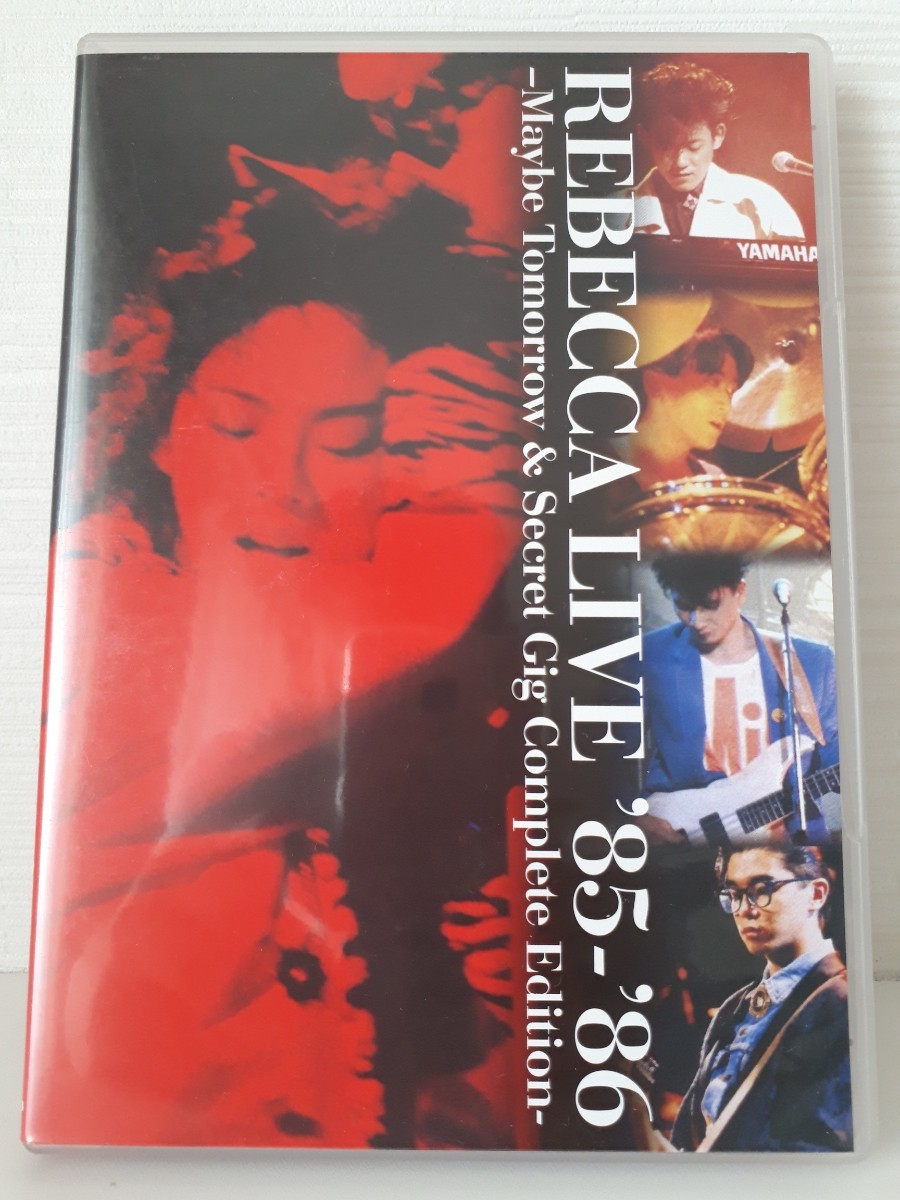 REBECCA LIVE '85-'86
-Maybe Tomorrow & Secret Gig Complete Edition-
YAMAHA